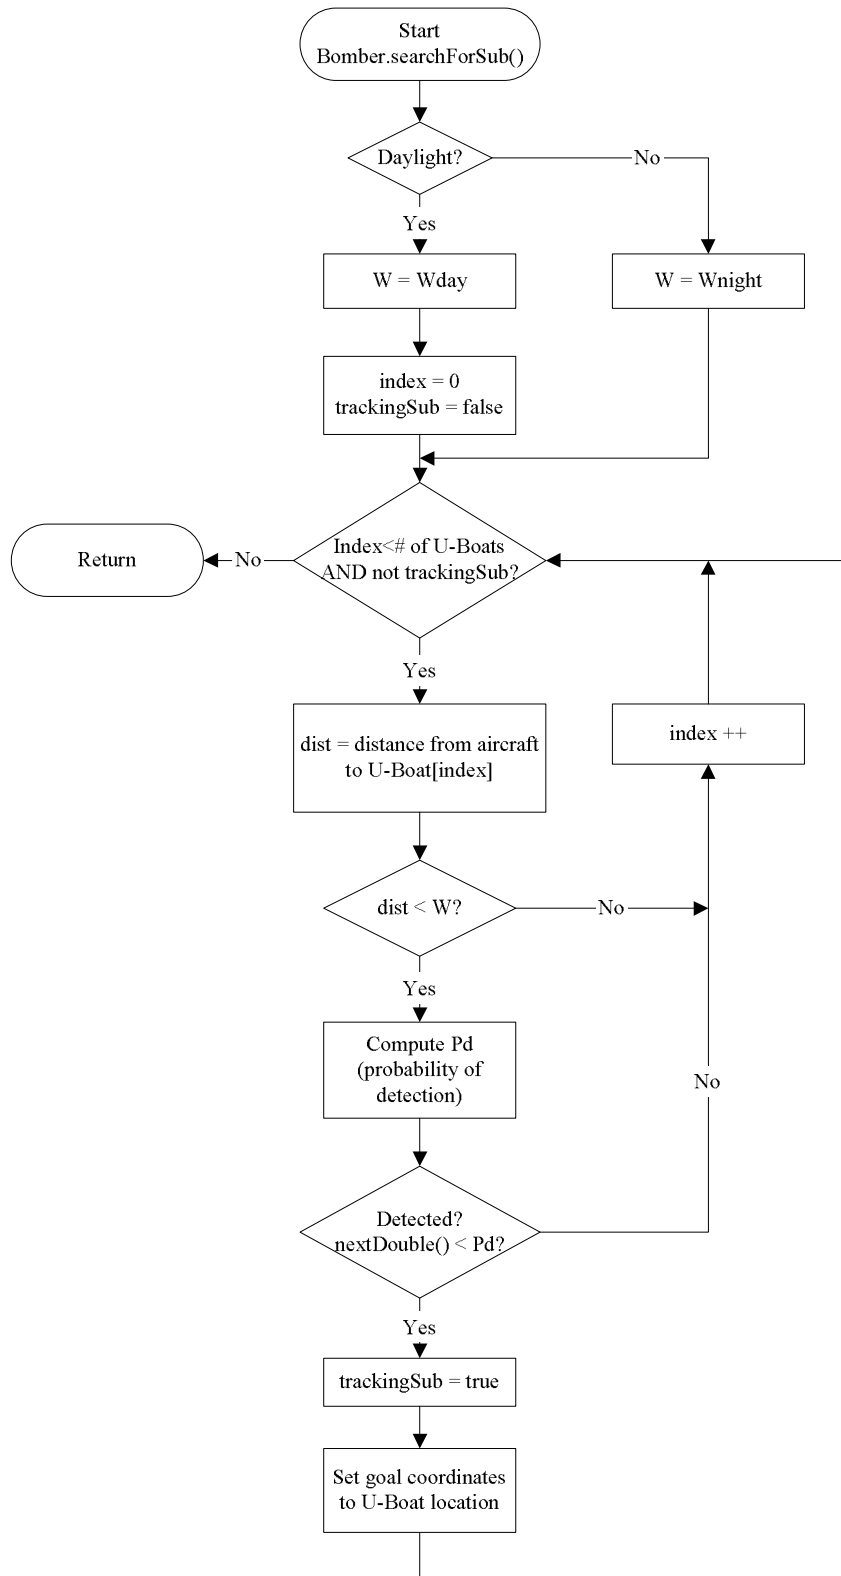 Start
Bomber.searchForSub()
Daylight?
No
Yes
W = Wday
W = Wnight
index = 0
trackingSub = false
Return
No
Index<# of U-Boats
AND not trackingSub?
Yes
dist = distance from aircraft
to U-Boat[index]
index ++
dist < W?
No
Yes
Compute Pd
(probability of
detection)
No
Detected?
nextDouble() < Pd?
Yes
trackingSub = true
Set goal coordinates
to U-Boat location